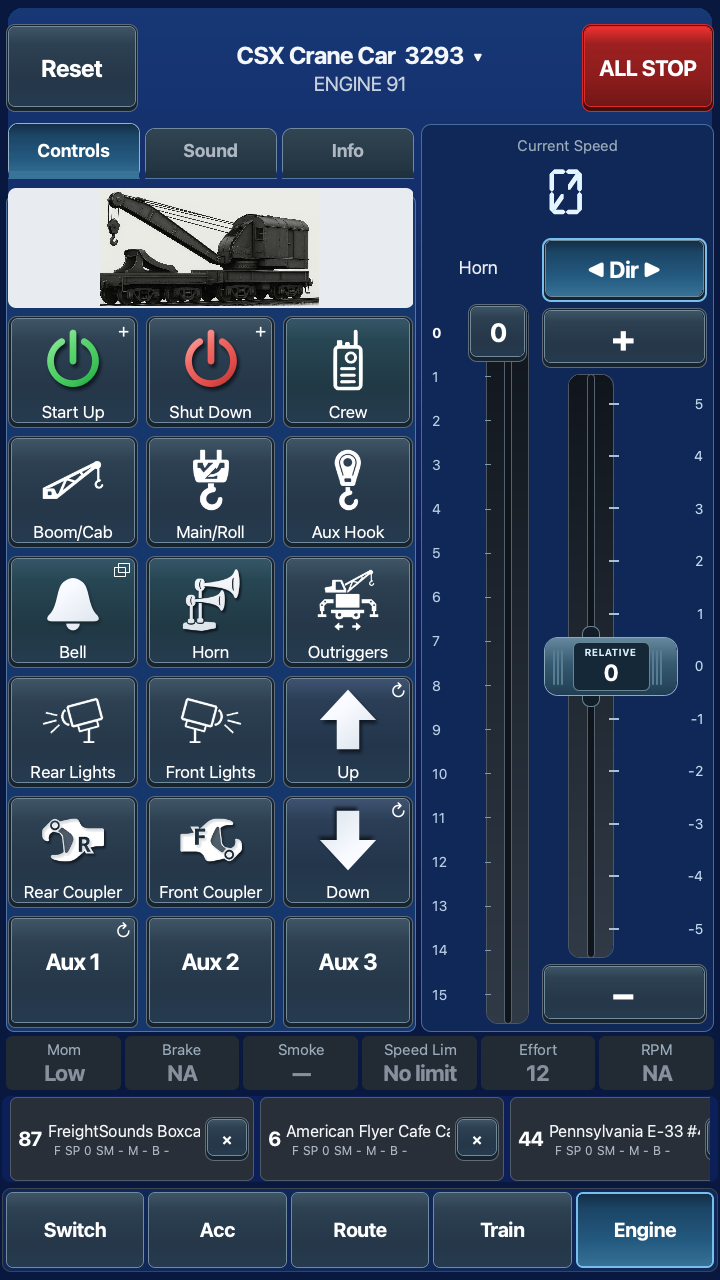 Reset
CSX Crane Car 3293 ▼
ENGINE 91
ALL STOP
Controls
Sound
Info
Current Speed
0
Horn
◀ Dir ▶
0
0
+
1
2
3
4
5
6
7
8
9
10
11
12
13
14
15
5
4
3
2
1
0
-1
-2
-3
-4
-5
RELATIVE
0
−
+
Start Up
+
Shut Down
Crew
Boom/Cab
Main/Roll
Aux Hook
Bell
Horn
Outriggers
Rear Lights
Front Lights
Up
R
Rear Coupler
F
Front Coupler
Down
Aux 1
Aux 2
Aux 3
Mom
Low
Brake
NA
Smoke
—
Speed Lim
No limit
Effort
12
RPM
NA
87 FreightSounds Boxca
F SP 0 SM - M - B -
×
6 American Flyer Cafe Ca
F SP 0 SM - M - B -
×
44 Pennsylvania E-33 #4
F SP 0 SM - M - B -
Switch
Acc
Route
Train
Engine